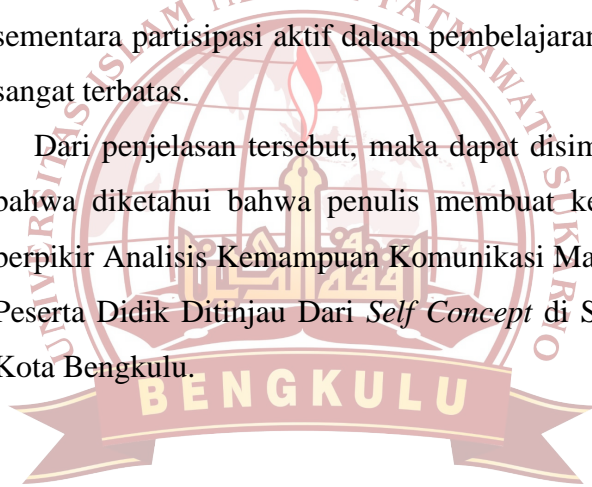 sementara partisipasi aktif dalam pembelajaran
sangat terbatas.
Dari penjelasan tersebut, maka dapat disim
bahwa diketahui bahwa penulis membuat ke
berpikir Analisis Kemampuan Komunikasi Ma
Peserta Didik Ditinjau Dari Self Concept di S
Kota Bengkulu.
BENGKULU